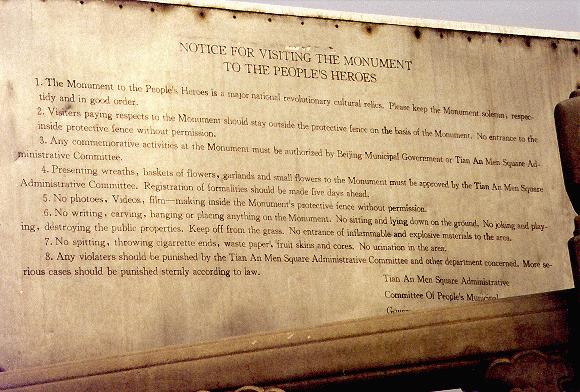 NOTICE FOR VISITING THE MONUMENT
TO THE PEOPLE'S HEROES
1. The Monument to the People's Heroes is a major national revolutionary cultural relics. Please keep the Monument solemn, respec-
tidy and in good order.
2. Visiters paying respects to the Monument should stay outside the protective fence on the basis of the Monument. No entrance to the
inside protective fence without permission.
3. Any commemorative activities at the Monument must be authorized by Beijing Municipal Government or Tian An Men Square Ad-
ministrative Committee.
4. Presenting wreaths, baskets of flowers, garlands and small flowers to the Monument must be approved by the Tian An Men Square
Administrative Committee. Registration of formalities should be made five days ahead.
5. No photoes, Videos, film—making inside the Monument's protective fence without permission.
6. No writing, carving, hanging or placing anything on the Monument. No sitting and lying down on the ground. No joking and play-
ing, destroying the public properties. Keep off from the grass. No entrance of inflammable and explosive materials to the area.
7. No spitting, throwing cigarette ends, waste paper, fruit skins and cores. No urination in the area.
8. Any violaters should be punished by the Tian An Men Square Administrative Committee and other department concerned. More se-
rious cases should be punished sternly according to law.
Tian An Men Square Administrative
Committee Of People's Municipal